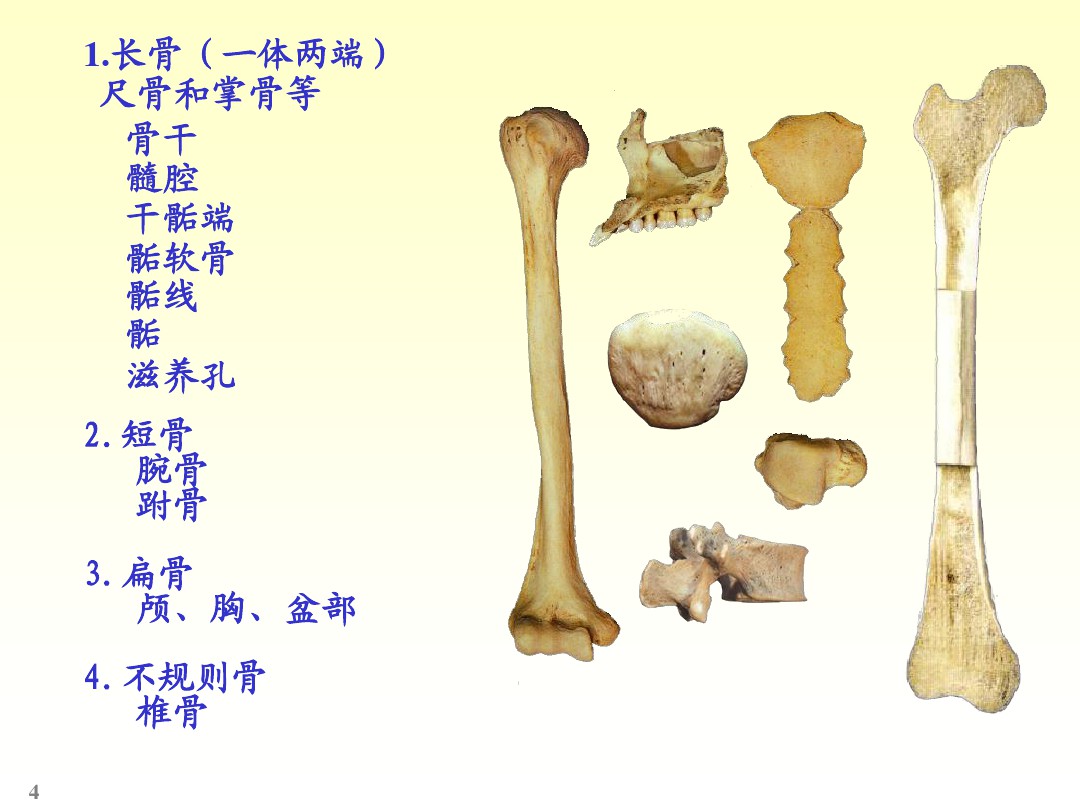 1.长骨（一体两端）
尺骨和掌骨等
骨干
髓腔
干骺端
骺软骨
骺线
骺
滋养孔
2.短骨
腕骨
跗骨
3.扁骨
颅、胸、盆部
4.不规则骨
椎骨
4